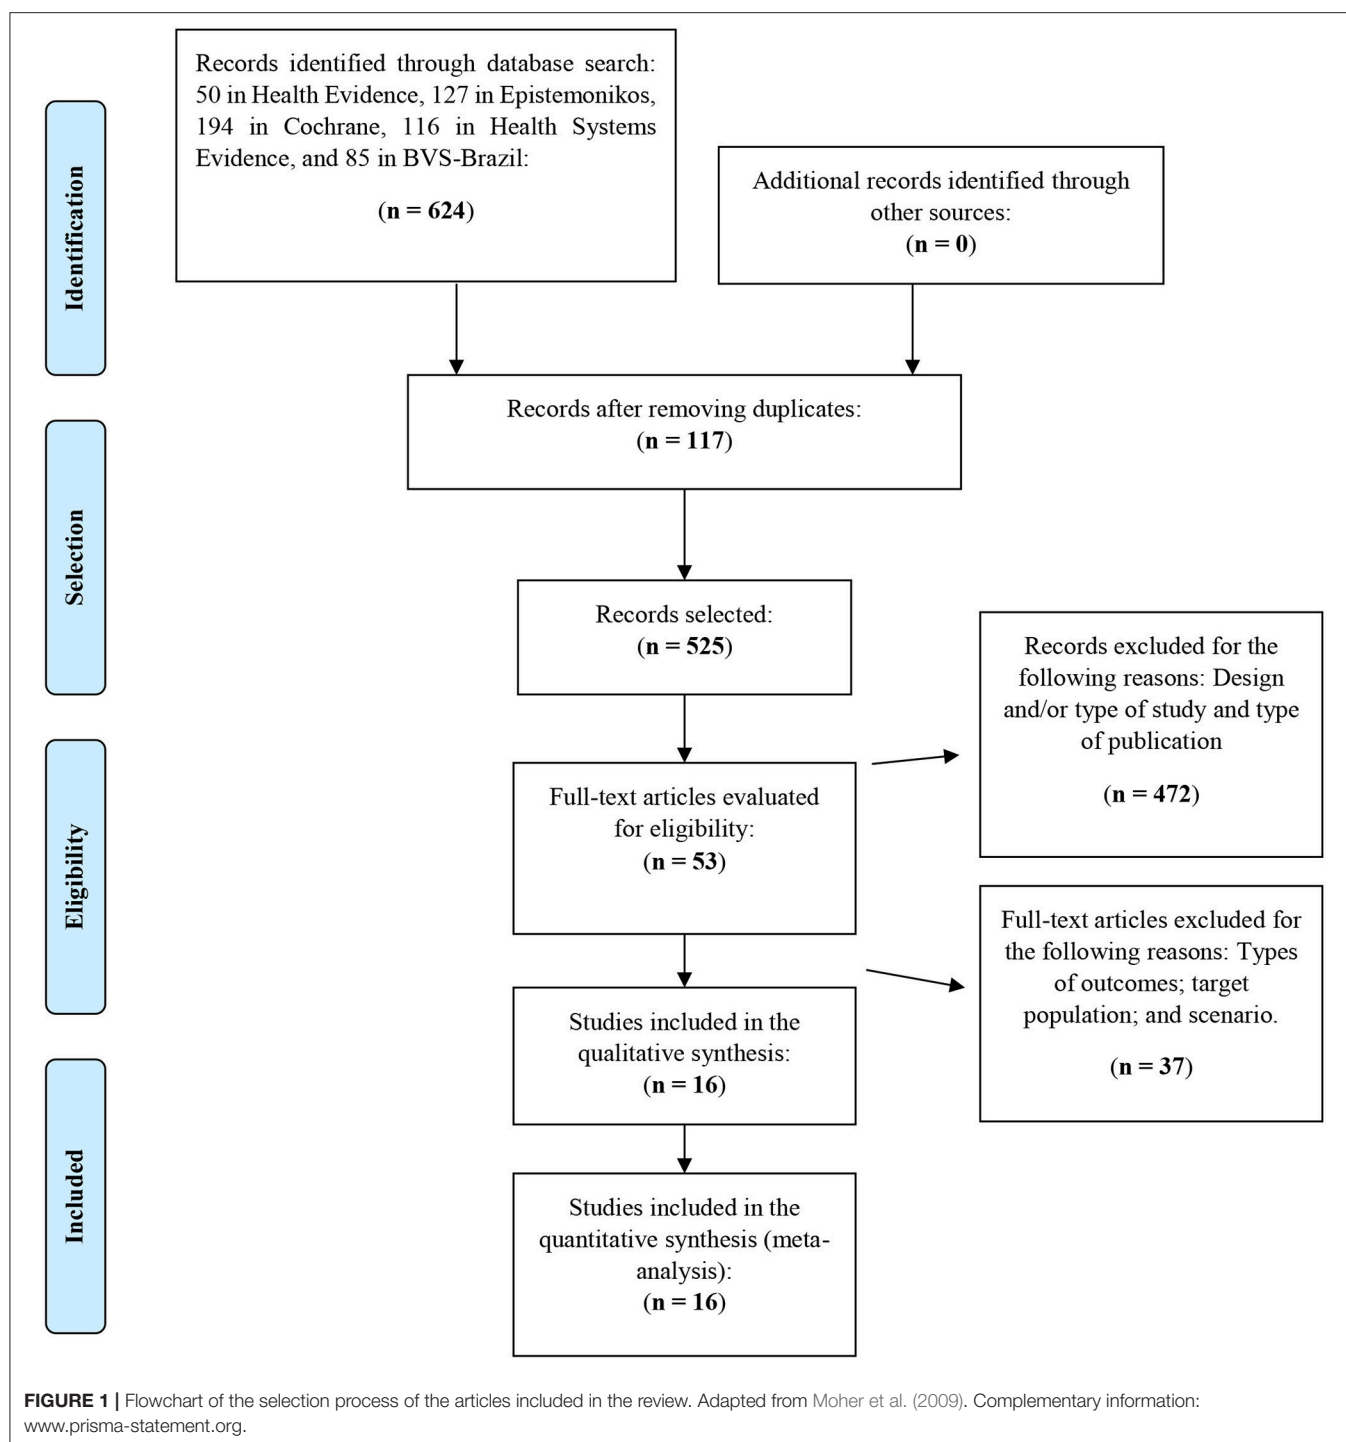 Identification
Records identified through database search:
50 in Health Evidence, 127 in Epistemonikos,
194 in Cochrane, 116 in Health Systems
Evidence, and 85 in BVS-Brazil:
(n = 624)
Additional records identified through
other sources:
(n = 0)
Selection
Records after removing duplicates:
(n = 117)
Records selected:
(n = 525)
Records excluded for the
following reasons: Design
and/or type of study and type
of publication
(n = 472)
Eligibility
Full-text articles evaluated
for eligibility:
(n = 53)
Full-text articles excluded for
the following reasons: Types
of outcomes; target
population; and scenario.
(n = 37)
Included
Studies included in the
qualitative synthesis:
(n = 16)
Studies included in the
quantitative synthesis (meta-
analysis):
(n = 16)
FIGURE 1 | Flowchart of the selection process of the articles included in the review. Adapted from Moher et al. (2009). Complementary information:
www.prisma-statement.org.